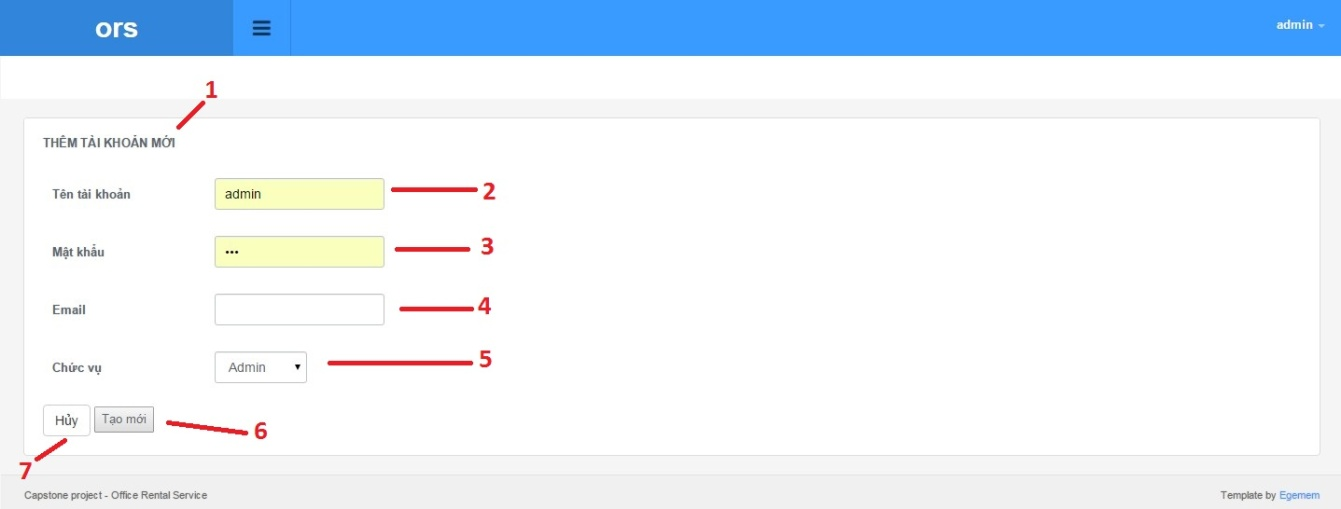 ors
admin
1
THÊM TÀI KHOẢN MỚI
Tên tài khoản admin 2
Mật khẩu ••• 3
Email 4
Chức vụ Admin 5
Hủy Tạo mới 6
7
Capstone project - Office Rental Service Template by Egemem